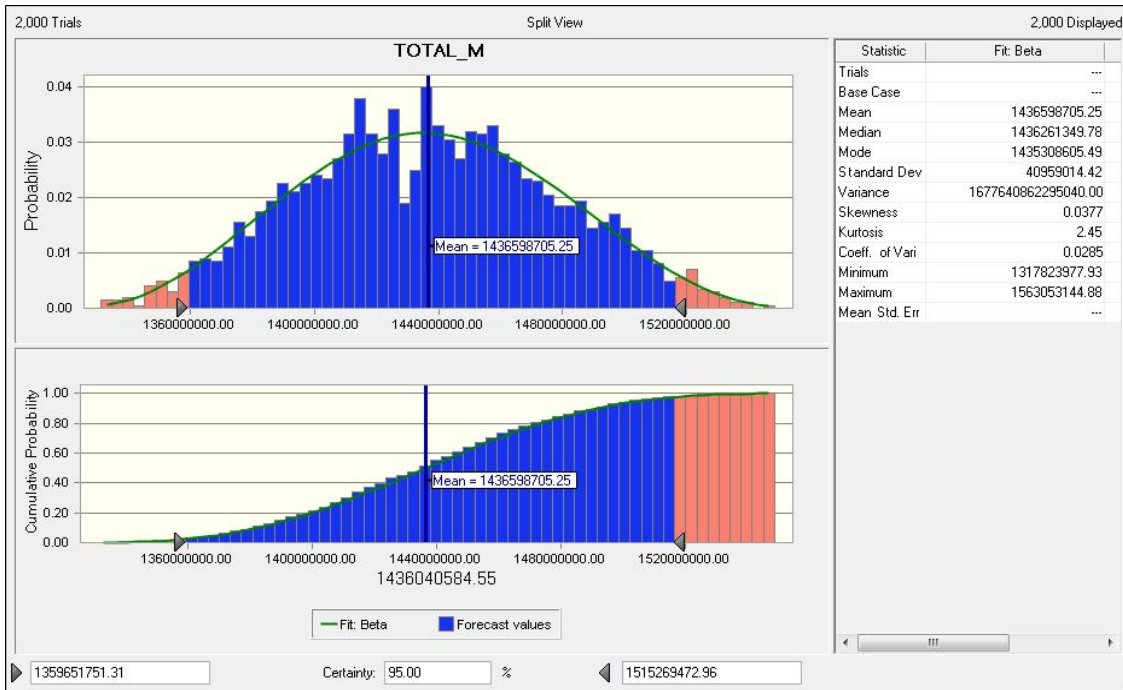 2,000 Trials Split View 2,000 Displayed
TOTAL_M
Probability
0.04
0.03
0.02
0.01
0.00
Mean = 1436598705.25
1360000000.00 1400000000.00 1440000000.00 1480000000.00 1520000000.00
Cumulative Probability
1.00
0.80
0.60
0.40
0.20
0.00
Mean = 1436598705.25
1360000000.00 1400000000.00 1440000000.00 1480000000.00 1520000000.00
1436040584.55
Fit: Beta Forecast values
Statistic Fit: Beta
Trials ---
Base Case ---
Mean 1436598705.25
Median 1436261349.78
Mode 1435308605.49
Standard Dev 40959014.42
Variance 1677640862295040.00
Skewness 0.0377
Kurtosis 2.45
Coeff. of Vari 0.0285
Minimum 1317823977.93
Maximum 1563053144.88
Mean Std. Err ---
1359651751.31 Certainty: 95.00 % 1515269472.96